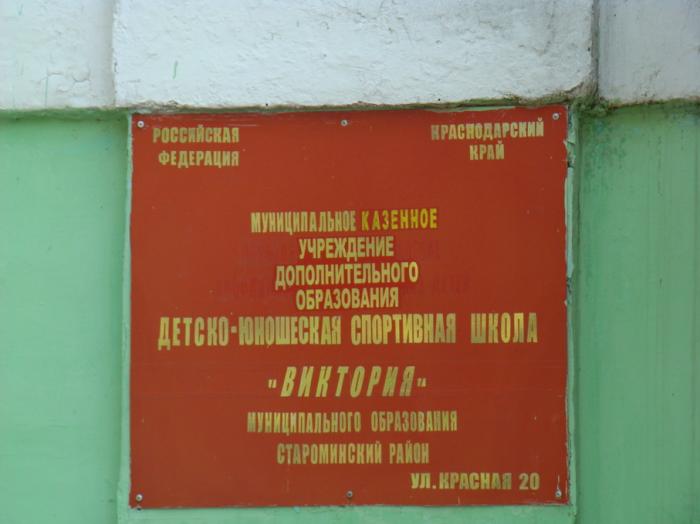 РОССИЙСКАЯ
ФЕДЕРАЦИЯ
КРАСНОДАРСКИЙ
КРАЙ
МУНИЦИПАЛЬНОЕ КАЗЕННОЕ
УЧРЕЖДЕНИЕ
ДОПОЛНИТЕЛЬНОГО
ОБРАЗОВАНИЯ
ДЕТСКО-ЮНОШЕСКАЯ СПОРТИВНАЯ ШКОЛА
"ВИКТОРИЯ"
МУНИЦИПАЛЬНОГО ОБРАЗОВАНИЯ
СТАРОМИНСКИЙ РАЙОН
УЛ. КРАСНАЯ 20